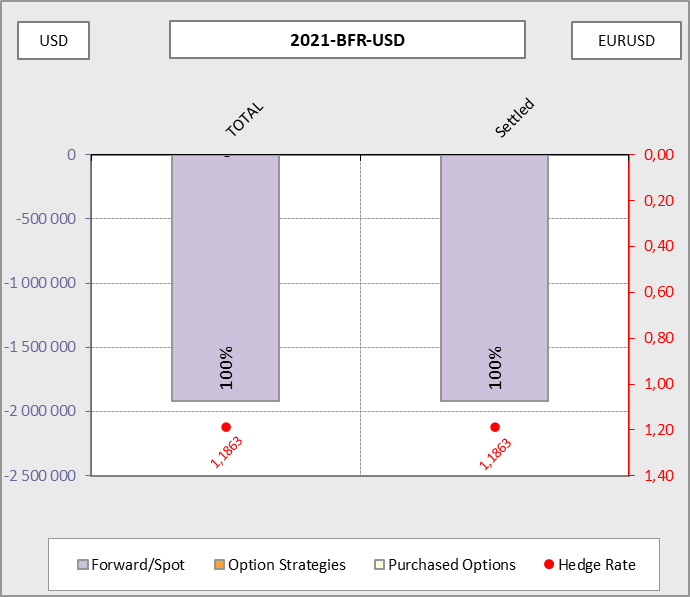 USD
2021-BFR-USD
EURUSD
TOTAL
Settled
0
-500 000
-1 000 000
-1 500 000
-2 000 000
-2 500 000
0,00
0,20
0,40
0,60
0,80
1,00
1,20
1,40
-
100%
100%
1,1863
1,1863
Forward/Spot
Option Strategies
Purchased Options
Hedge Rate